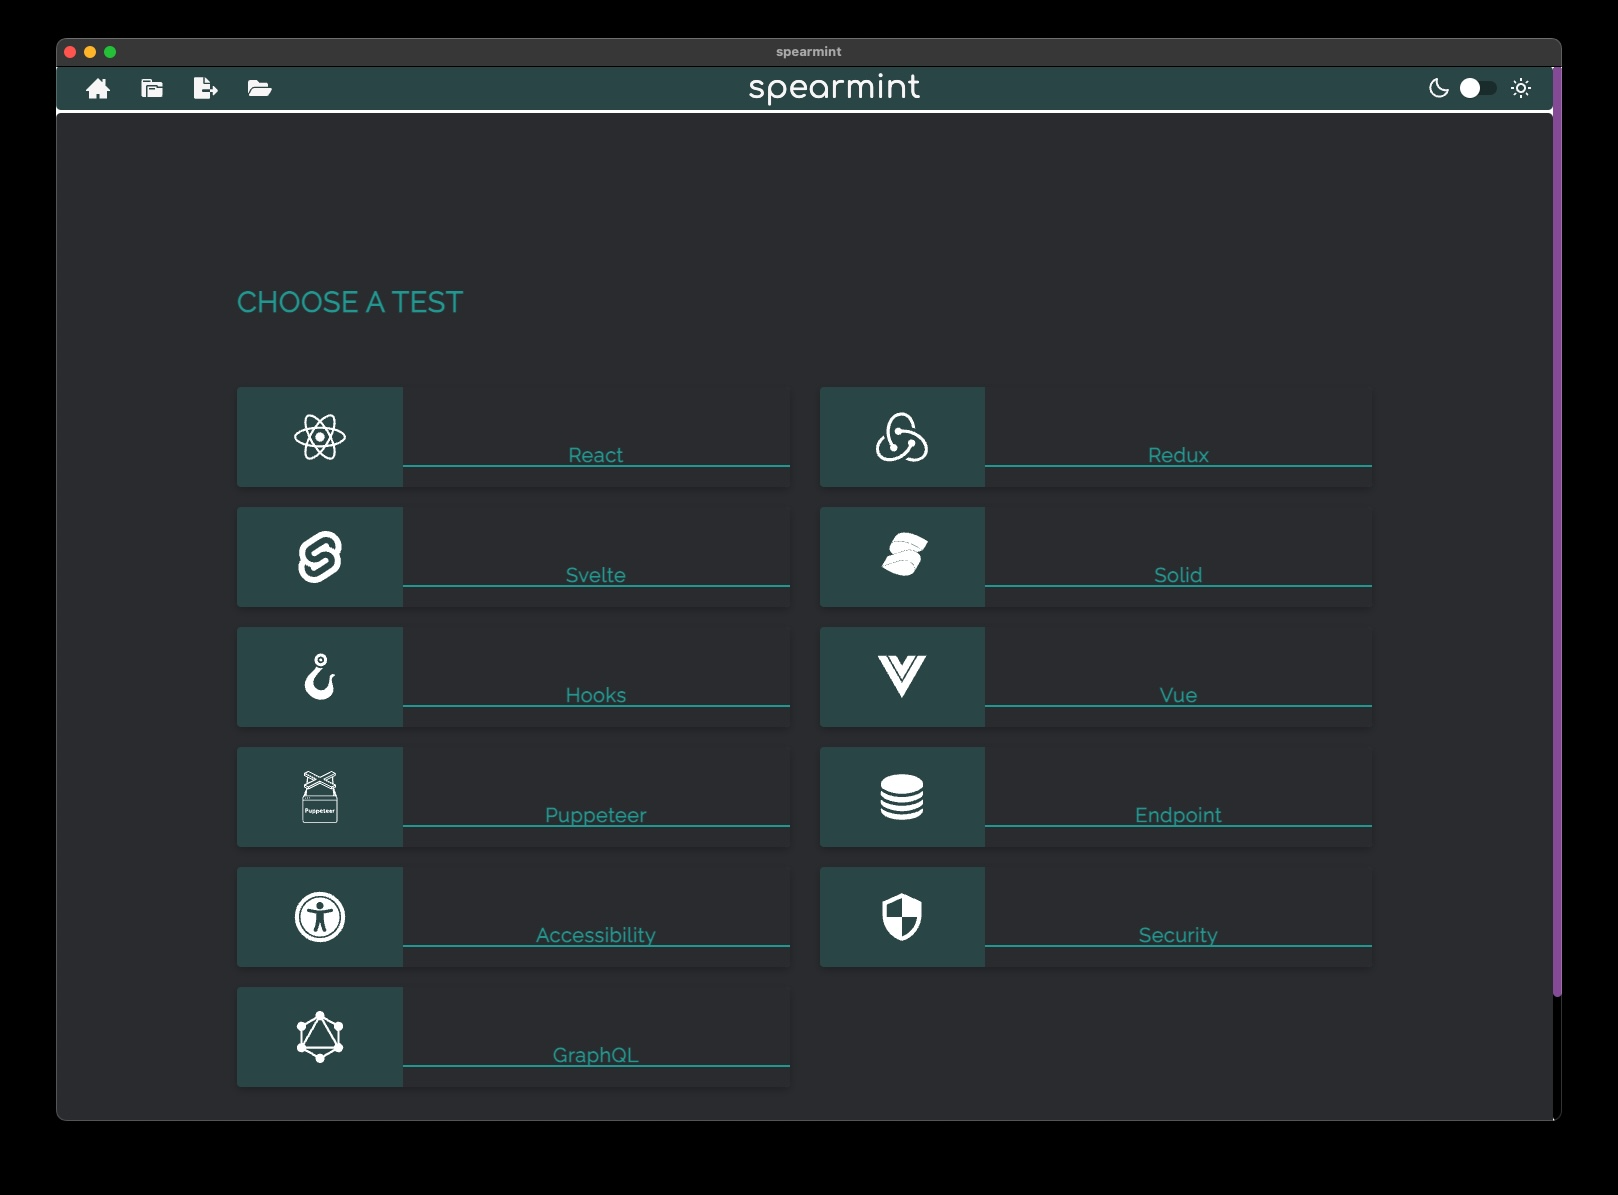 spearmint
spearmint
CHOOSE A TEST
React
Redux
Svelte
Solid
Hooks
Vue
Puppeteer
Puppeteer
Endpoint
Accessibility
Security
GraphQL